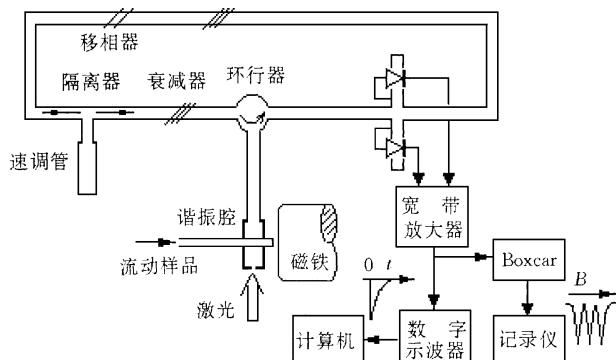 移相器
隔离器 衰减器 环行器
速调管
谐振腔
流动样品
激光
磁铁
宽 带
放大器
0 t
Boxcar
B
计算机
数 字
示波器
记录仪